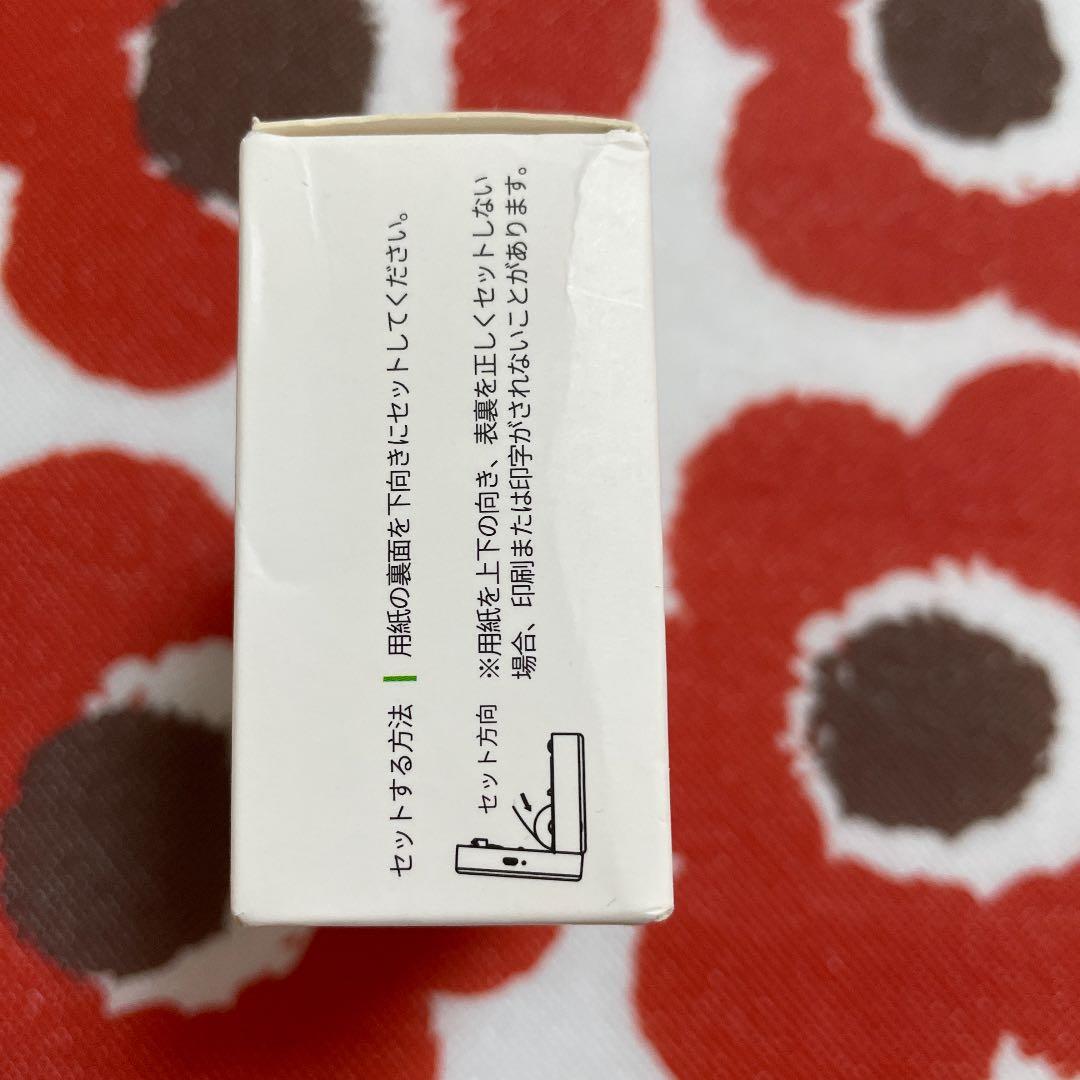 セットする方法 用紙の裏面を下向きにセットしてください。
セット方向
※用紙を上下の向き、表裏を正しくセットしない
場合、印刷または印字がされないことがあります。